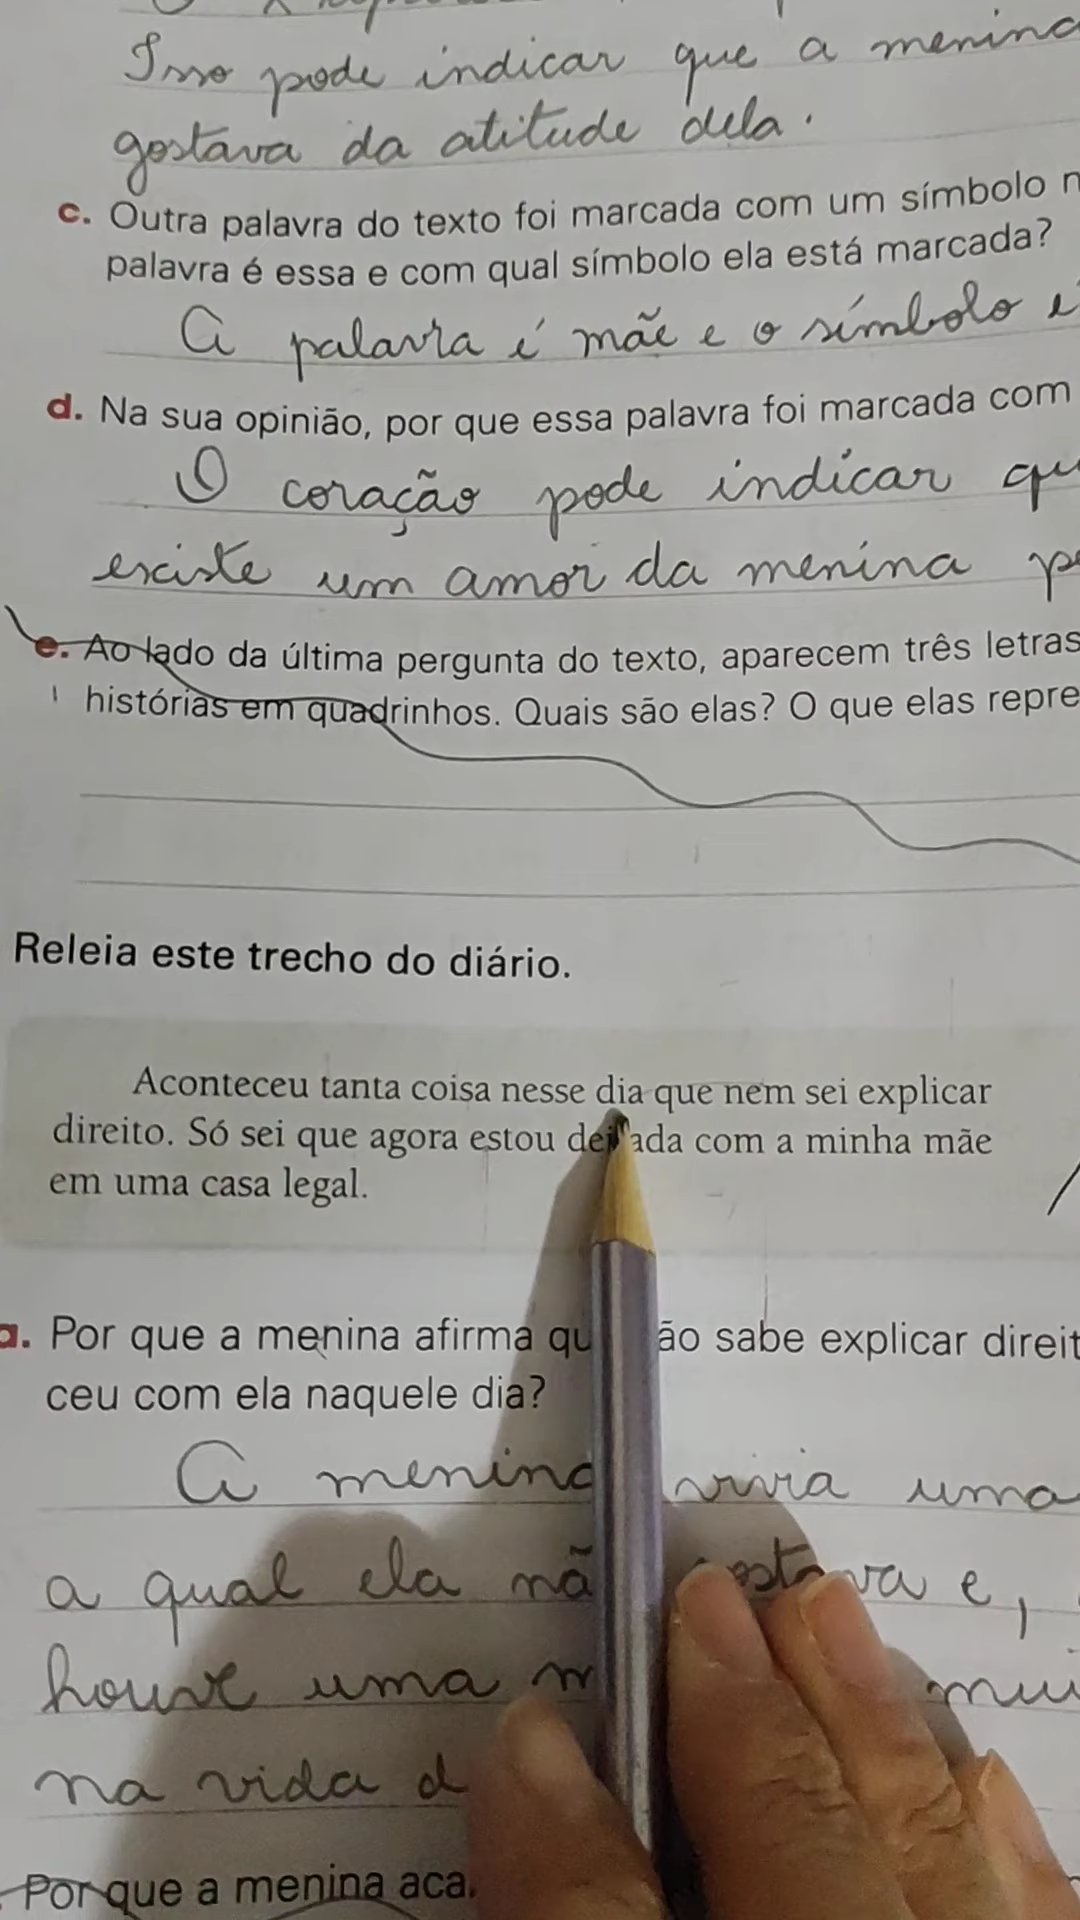 Isso pode indicar que a menina
gostava da atitude dela.
c. Outra palavra do texto foi marcada com um símbolo
palavra é essa e com qual símbolo ela está marcada?
A palavra é mãe e o símbolo é
d. Na sua opinião, por que essa palavra foi marcada com
O coração pode indicar
existe um amor da menina
e. Ao lado da última pergunta do texto, aparecem três letras
histórias em quadrinhos. Quais são elas? O que elas repre
Releia este trecho do diário.
Aconteceu tanta coisa nesse dia que nem sei explicar
direito. Só sei que agora estou deitada com a minha mãe
em uma casa legal.
a. Por que a menina afirma qu ão sabe explicar direit
ceu com ela naquele dia?
A menina vivia uma
a qual ela nã gostava e,
houve uma m mui
na vida d
Por que a menina aca